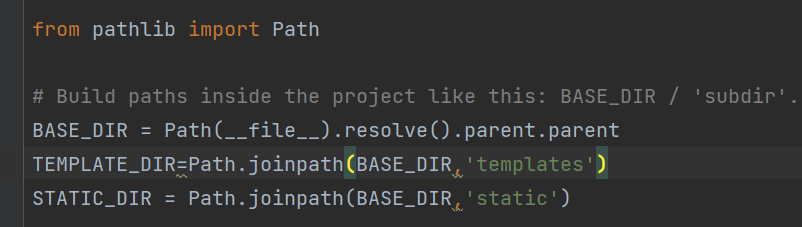 from pathlib import Path
# Build paths inside the project like this: BASE_DIR / 'subdir'.
BASE_DIR = Path(__file__).resolve().parent.parent
TEMPLATE_DIR=Path.joinpath(BASE_DIR,'templates')
STATIC_DIR = Path.joinpath(BASE_DIR,'static')